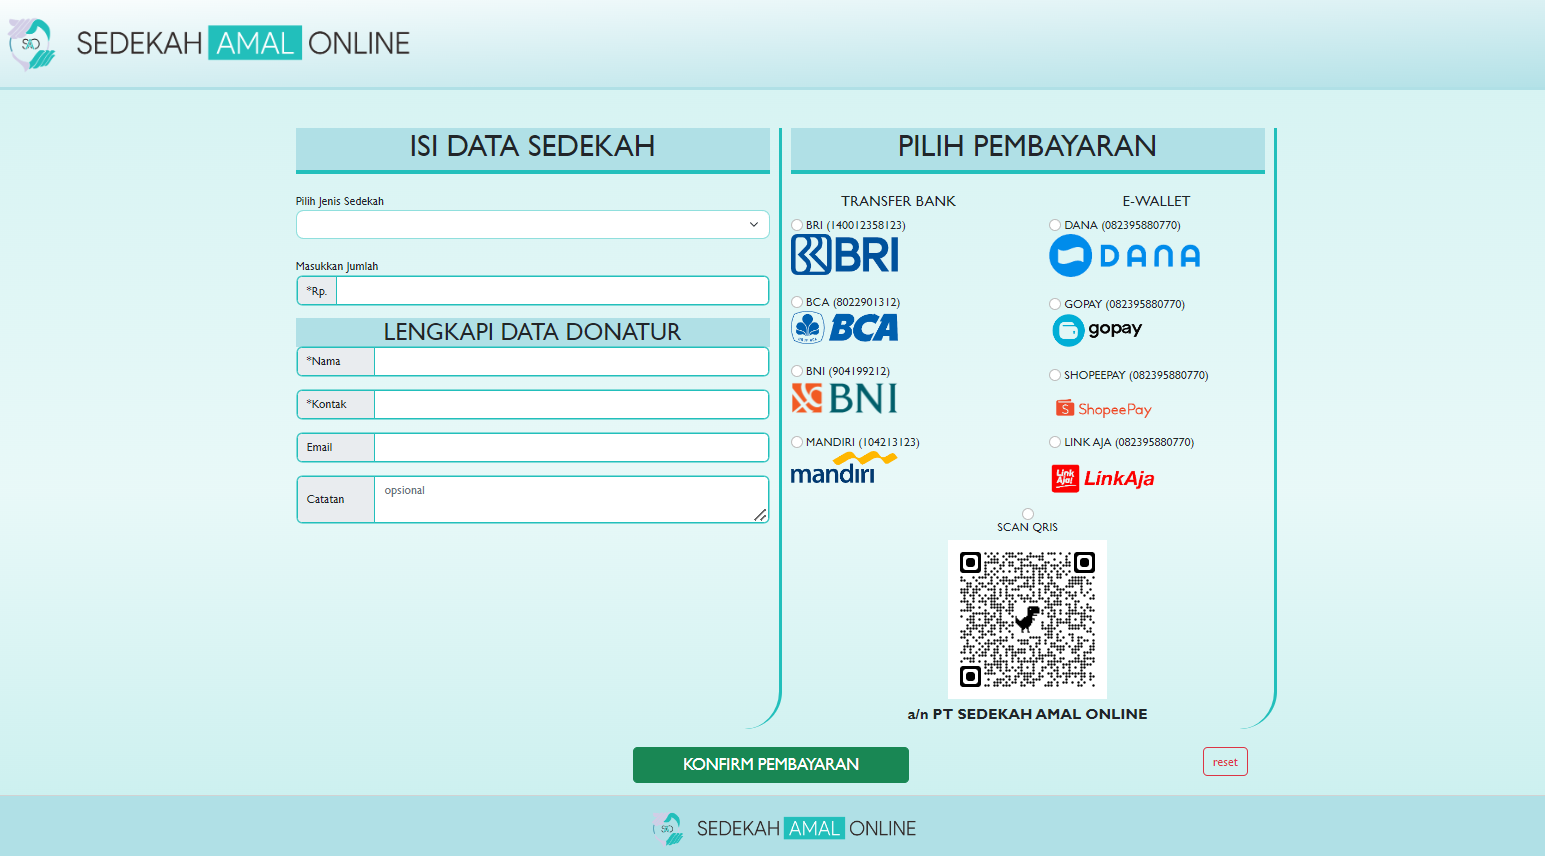 SAO SEDEKAH AMAL ONLINE
ISI DATA SEDEKAH
Pilih Jenis Sedekah
Masukkan Jumlah
*Rp.
LENGKAPI DATA DONATUR
*Nama
*Kontak
Email
Catatan opsional
PILIH PEMBAYARAN
TRANSFER BANK
BRI (140012358123)
BRI
BCA (8022901312)
BCA
BNI (904199212)
BNI
MANDIRI (104213123)
mandiri
E-WALLET
DANA (082395880770)
DANA
GOPAY (082395880770)
gopay
SHOPEEPAY (082395880770)
S ShopeePay
LINK AJA (082395880770)
Link Aja! LinkAja
SCAN QRIS
a/n PT SEDEKAH AMAL ONLINE
KONFIRM PEMBAYARAN
reset
SAO SEDEKAH AMAL ONLINE